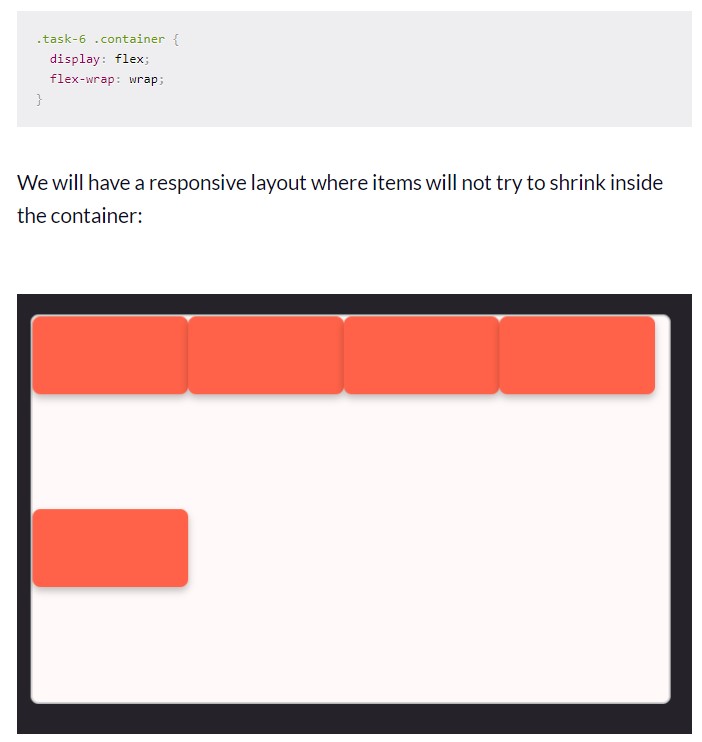 .task-6 .container {
  display: flex;
  flex-wrap: wrap;
}
We will have a responsive layout where items will not try to shrink inside
the container: